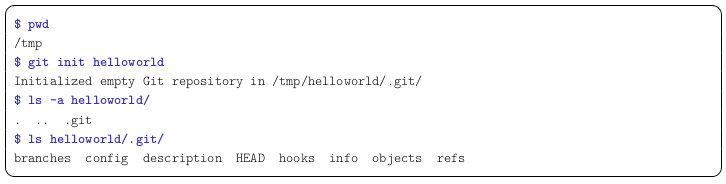 $ pwd
/tmp
$ git init helloworld
Initialized empty Git repository in /tmp/helloworld/.git/
$ ls -a helloworld/
.  ..  .git
$ ls helloworld/.git/
branches  config  description  HEAD  hooks  info  objects  refs